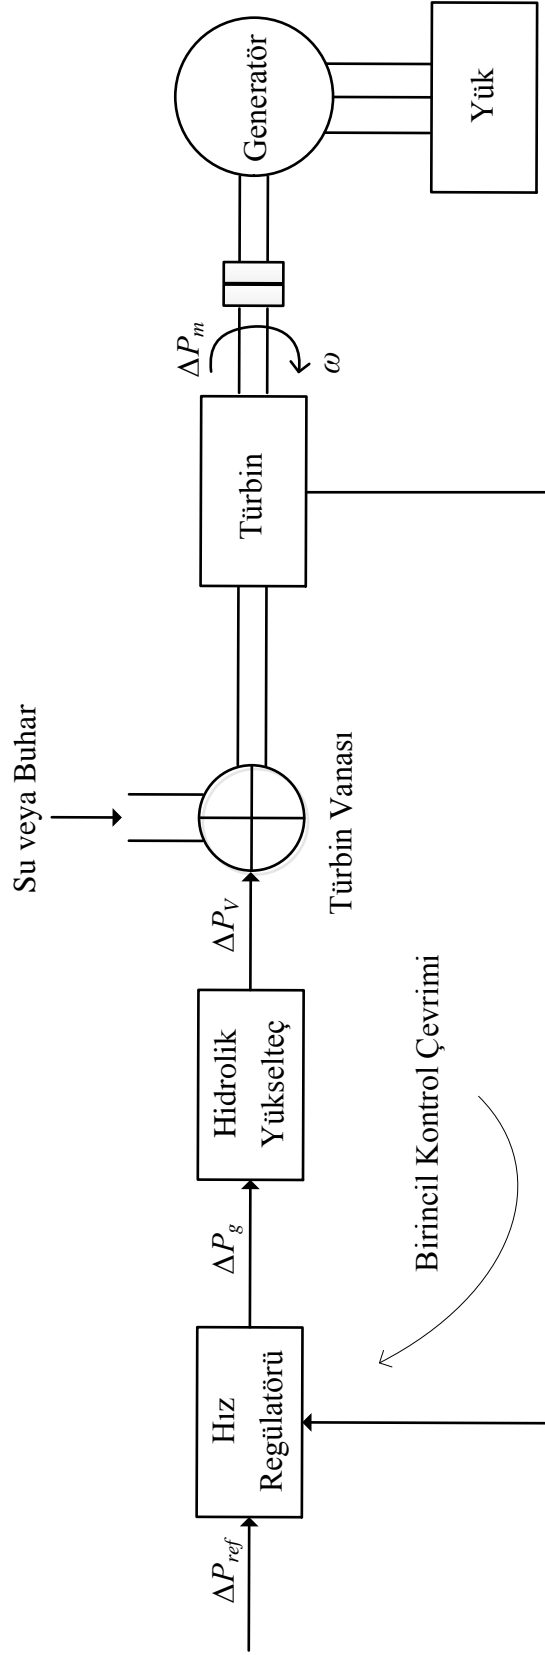 Su veya Buhar
ΔP_ref
Hız
Regülatörü
ΔP_g
Hidrolik
Yükselteç
ΔP_V
Türbin Vanası
Türbin
ΔP_m
ω
Generatör
Yük
Birincil Kontrol Çevrimi